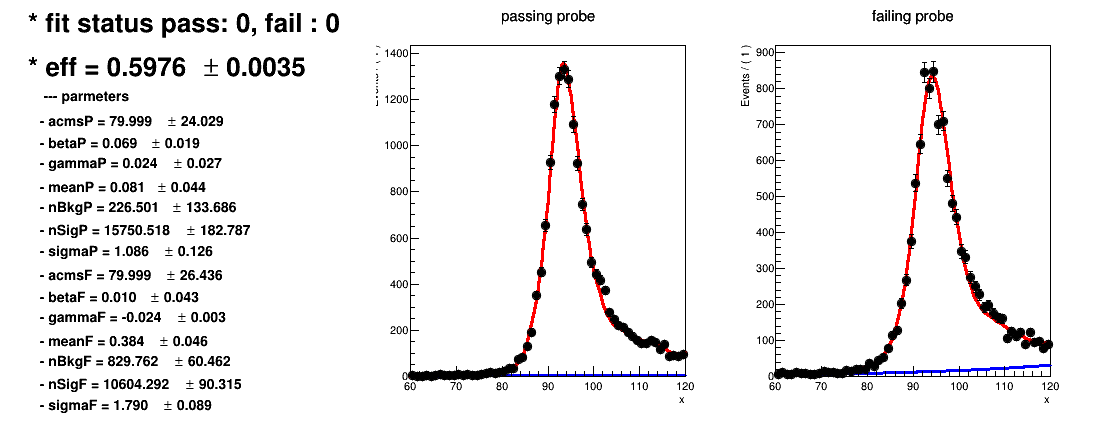 * fit status pass: 0, fail : 0
* eff = 0.5976 ± 0.0035
--- parmeters
- acmsP = 79.999 ± 24.029
- betaP = 0.069 ± 0.019
- gammaP = 0.024 ± 0.027
- meanP = 0.081 ± 0.044
- nBkgP = 226.501 ± 133.686
- nSigP = 15750.518 ± 182.787
- sigmaP = 1.086 ± 0.126
- acmsF = 79.999 ± 26.436
- betaF = 0.010 ± 0.043
- gammaF = -0.024 ± 0.003
- meanF = 0.384 ± 0.046
- nBkgF = 829.762 ± 60.462
- nSigF = 10604.292 ± 90.315
- sigmaF = 1.790 ± 0.089
passing probe
1400
1200
1000
800
600
400
200
0
60 70 80 90 100 110 120
x
failing probe
Events / ( 1 )
900
800
700
600
500
400
300
200
100
0
60 70 80 90 100 110 120
x